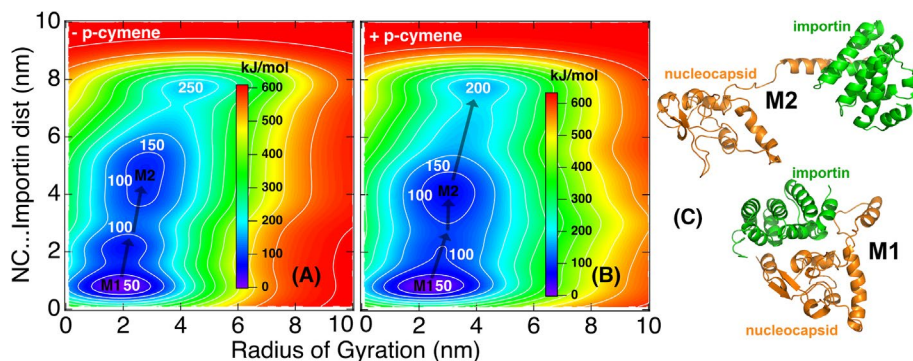 NC...Importin dist (nm)
10
8
6
4
2
0
- p-cymene
kJ/mol
250
600
500
400
300
200
100
0
150
100
M2
100
M1
50
(A)
0
2
4
6
8
10
+ p-cymene
kJ/mol
200
600
500
400
300
200
100
0
150
100
M2
100
M1
50
(B)
0
2
4
6
8
10
Radius of Gyration (nm)
importin
nucleocapsid
M2
importin
(C)
M1
nucleocapsid